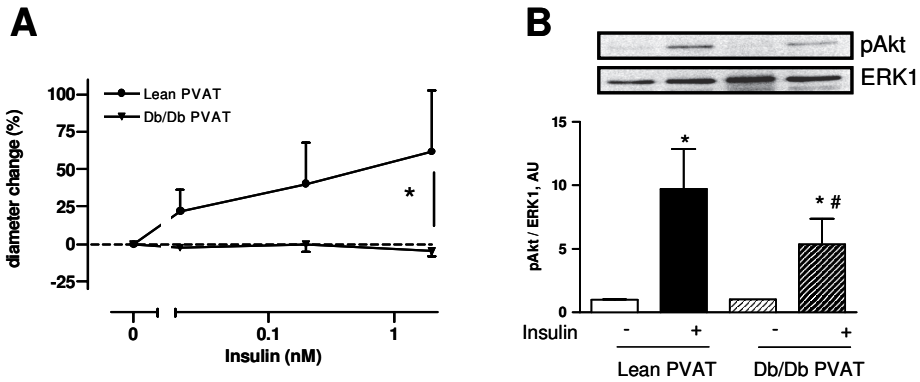 A
diameter change (%)
100
75
50
25
0
-25
Lean PVAT
Db/Db PVAT
*
0
0.1
1
Insulin (nM)
B
pAkt
ERK1
pAkt / ERK1, AU
15
10
5
0
*
* #
Insulin - + - +
Lean PVAT Db/Db PVAT